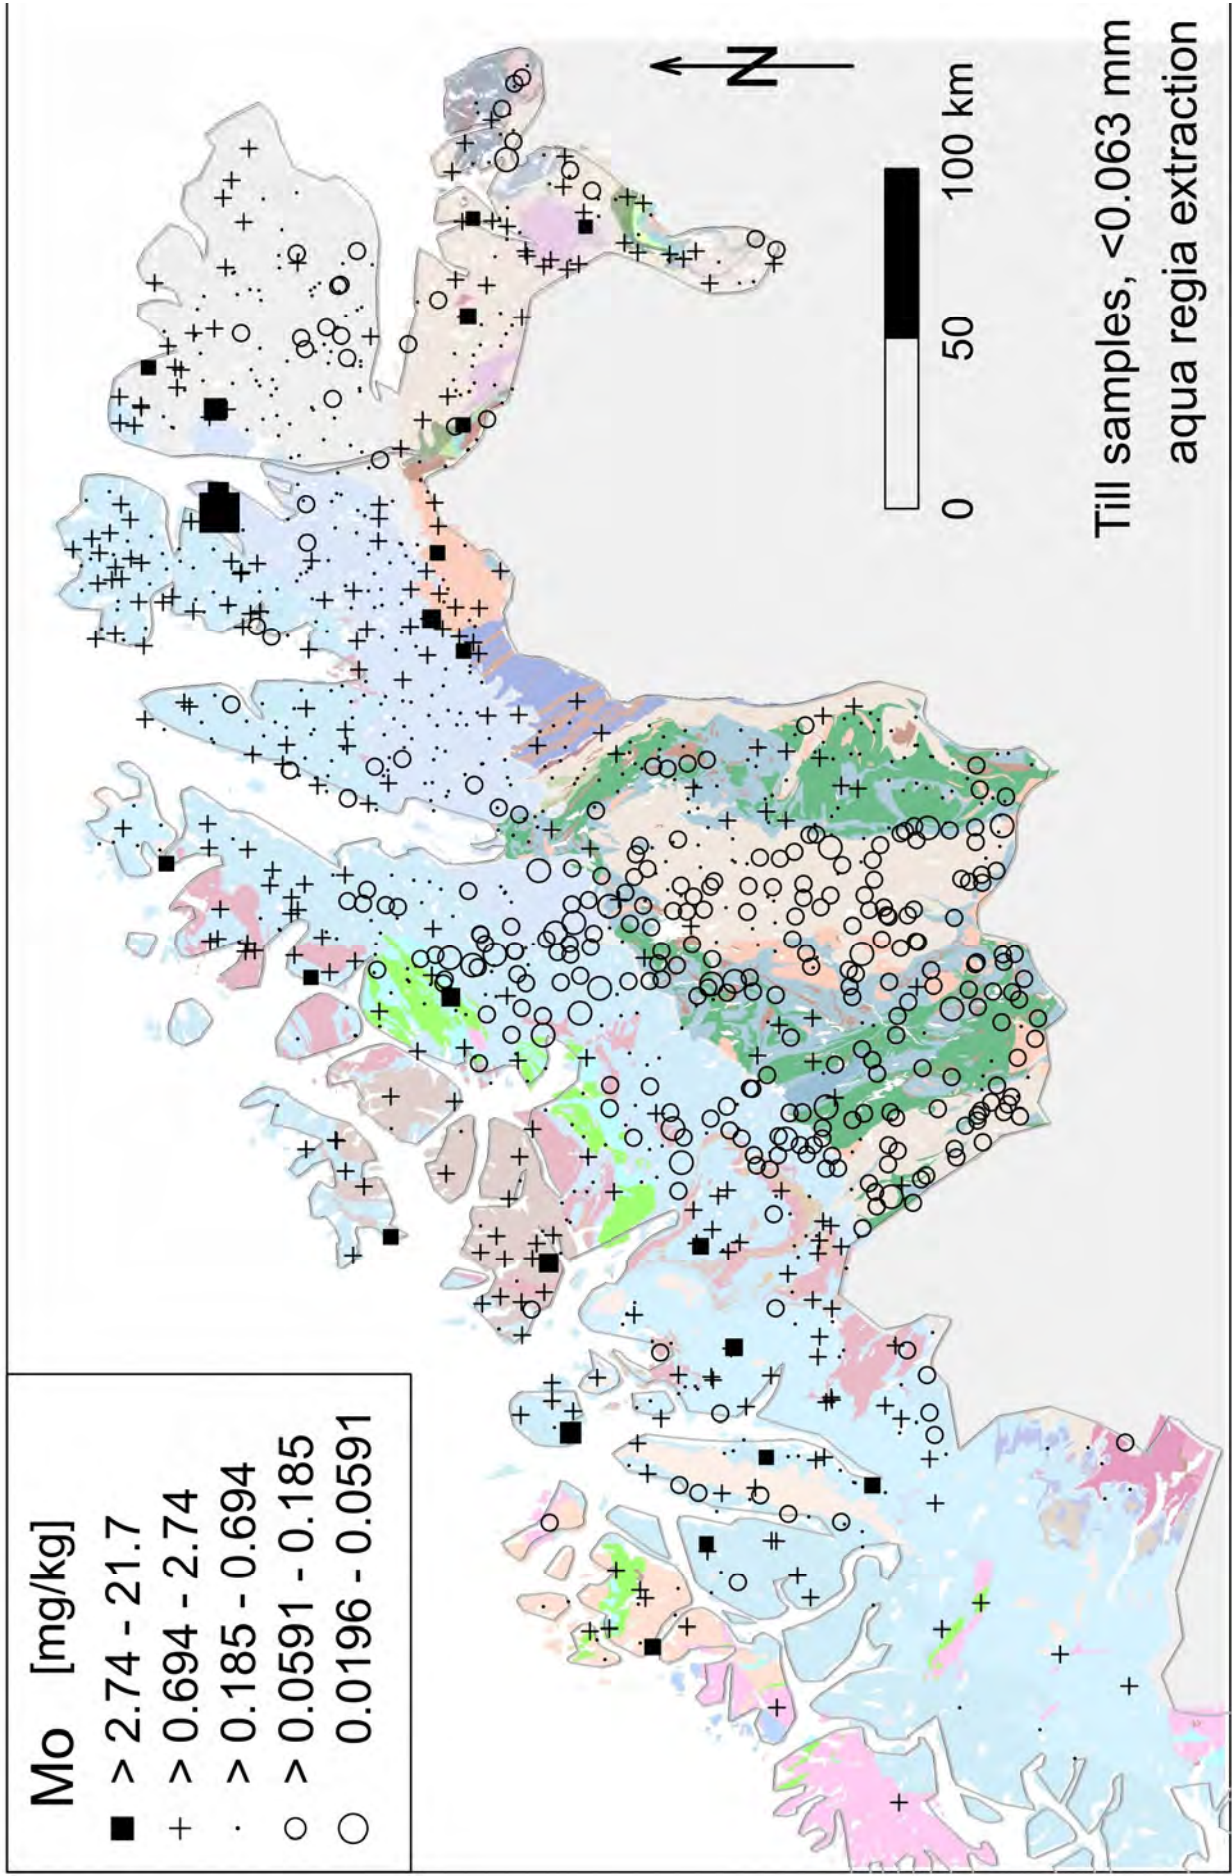 Mo [mg/kg]
> 2.74 - 21.7
> 0.694 - 2.74
> 0.185 - 0.694
> 0.0591 - 0.185
0.0196 - 0.0591
N
0 50 100 km
Till samples, <0.063 mm
aqua regia extraction